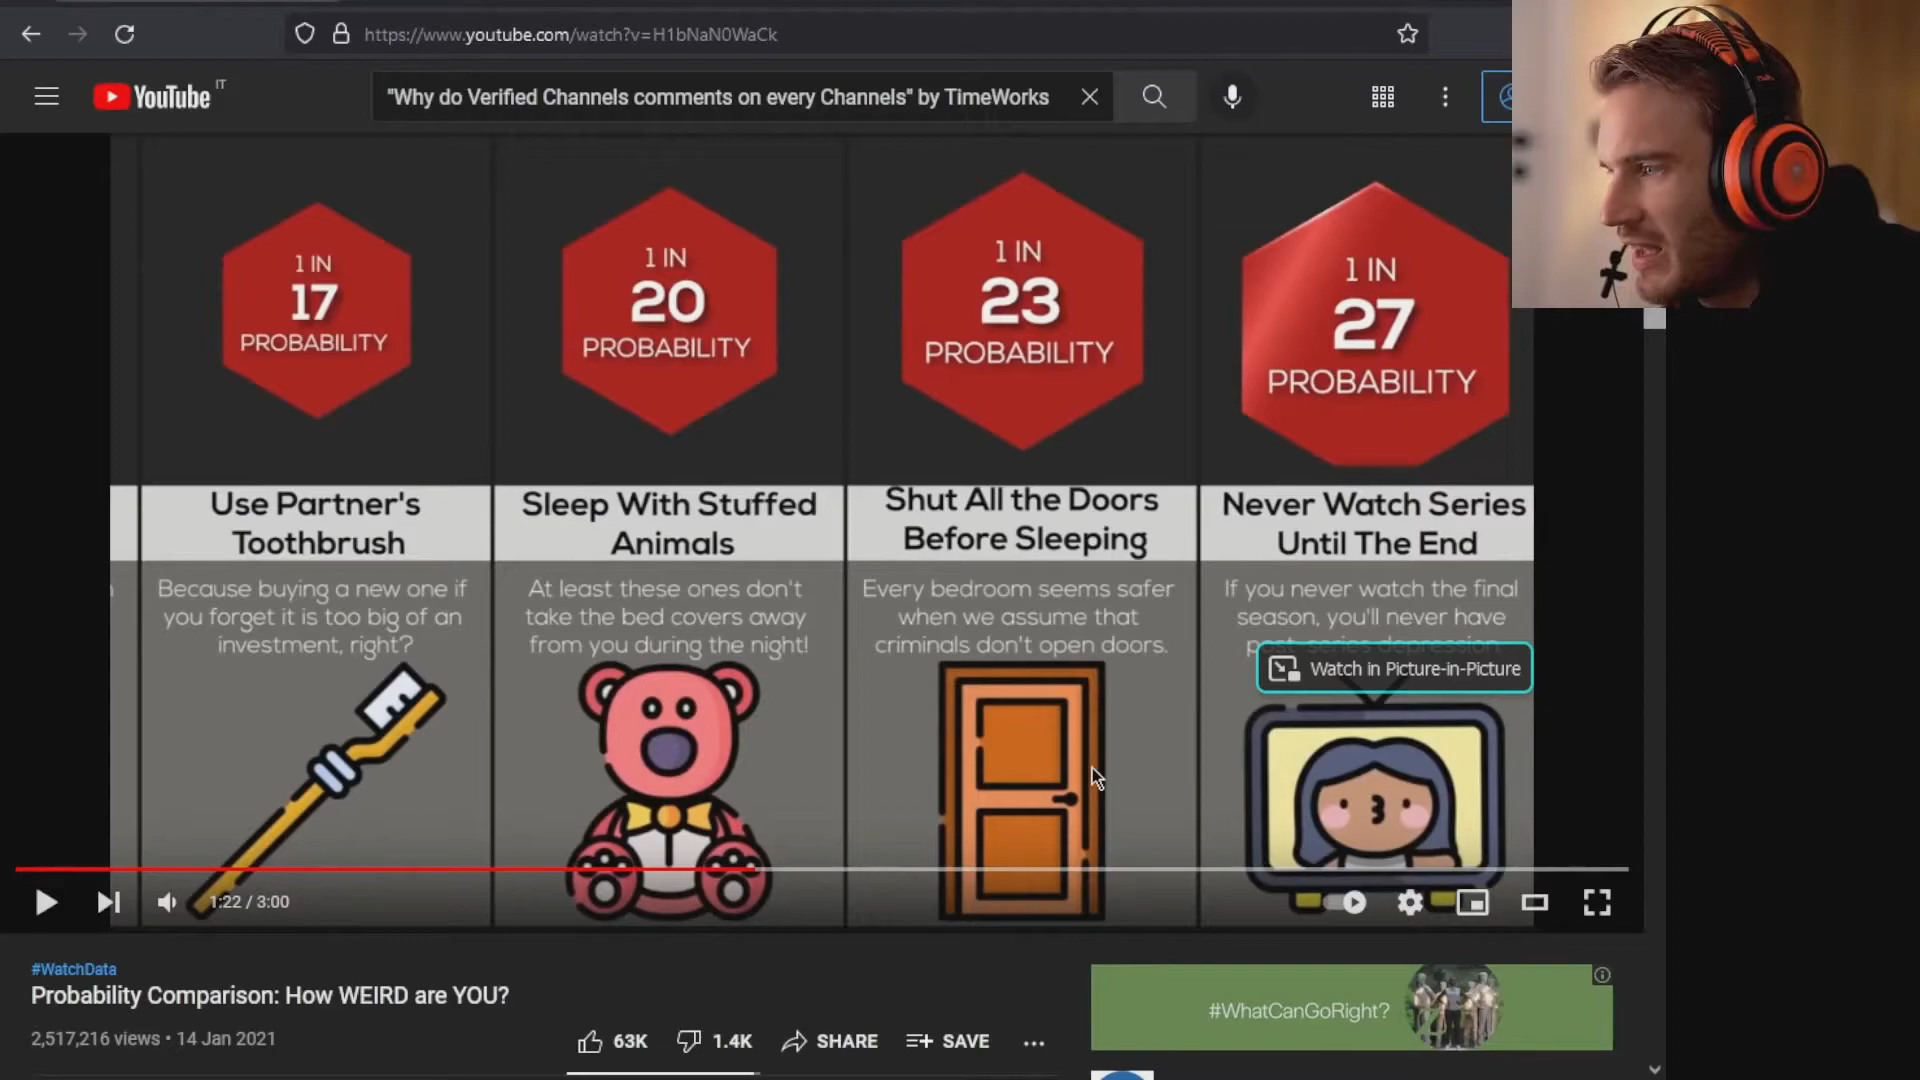 https://www.youtube.com/watch?v=H1bNaN0WaCk
YouTube IT
"Why do Verified Channels comments on every Channels" by TimeWorks
1 IN
17
PROBABILITY
Use Partner's
Toothbrush
Because buying a new one if
you forget it is too big of an
investment, right?
1 IN
20
PROBABILITY
Sleep With Stuffed
Animals
At least these ones don't
take the bed covers away
from you during the night!
1 IN
23
PROBABILITY
Shut All the Doors
Before Sleeping
Every bedroom seems safer
when we assume that
criminals don't open doors.
1 IN
27
PROBABILITY
Never Watch Series
Until The End
If you never watch the final
season, you'll never have
post-series depression
Watch in Picture-in-Picture
1:22 / 3:00
#WatchData
Probability Comparison: How WEIRD are YOU?
2,517,216 views • 14 Jan 2021
63K
1.4K
SHARE
SAVE
#WhatCanGoRight?